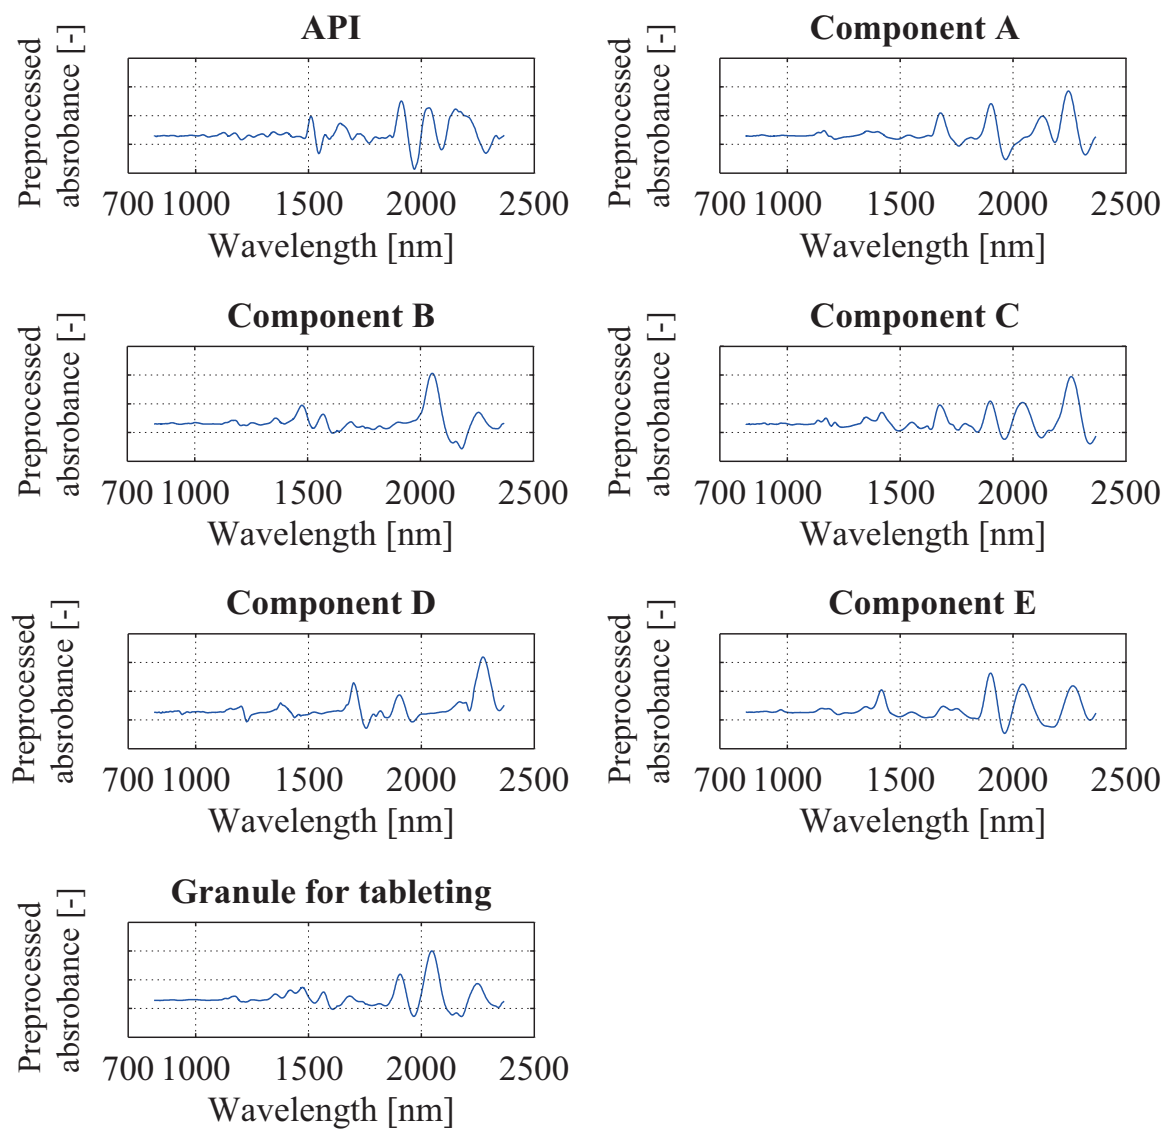 API
Preprocessed
absrobance [-]
700 1000 1500 2000 2500
Wavelength [nm]
Component A
Preprocessed
absrobance [-]
700 1000 1500 2000 2500
Wavelength [nm]
Component B
Preprocessed
absrobance [-]
700 1000 1500 2000 2500
Wavelength [nm]
Component C
Preprocessed
absrobance [-]
700 1000 1500 2000 2500
Wavelength [nm]
Component D
Preprocessed
absrobance [-]
700 1000 1500 2000 2500
Wavelength [nm]
Component E
Preprocessed
absrobance [-]
700 1000 1500 2000 2500
Wavelength [nm]
Granule for tableting
Preprocessed
absrobance [-]
700 1000 1500 2000 2500
Wavelength [nm]